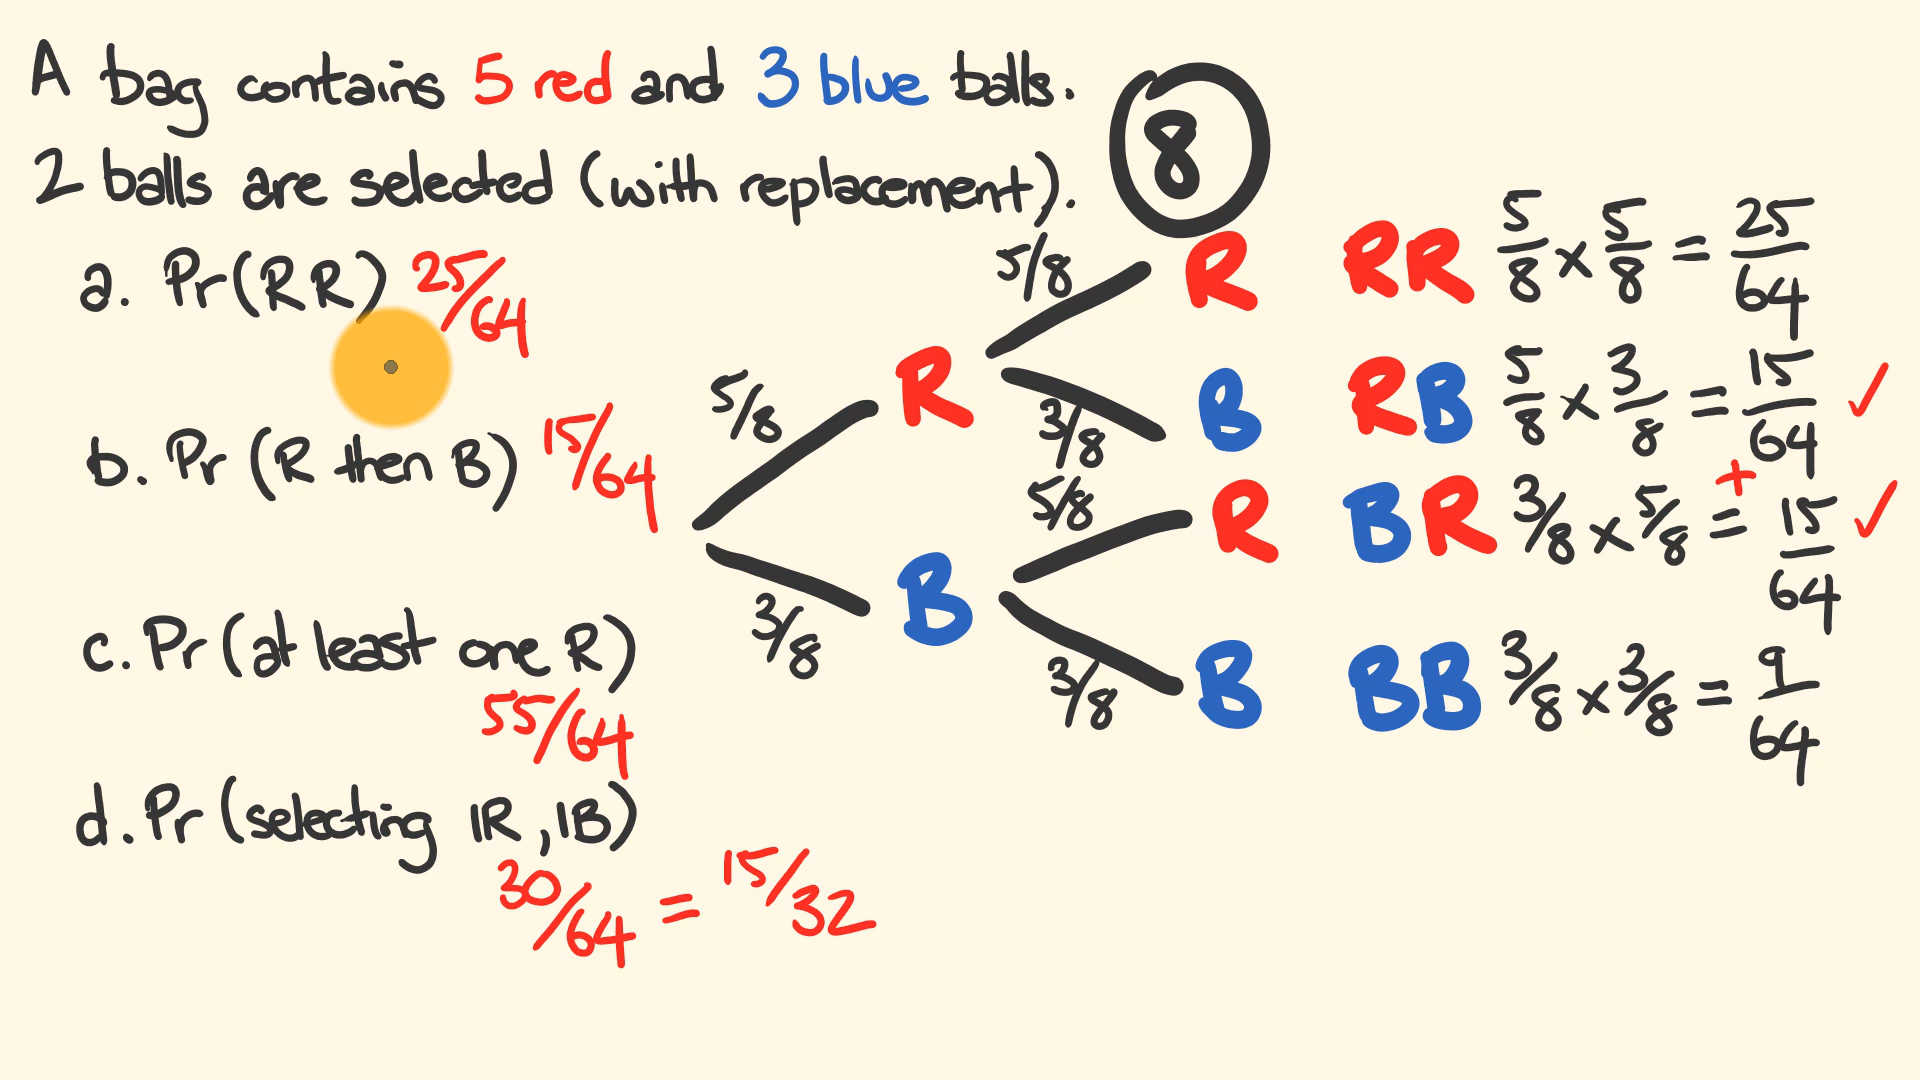 A bag contains 5 red and 3 blue balls.
8
2 balls are selected (with replacement).
a. Pr(RR) 25/64
b. Pr (R then B) 15/64
c. Pr (at least one R)
55/64
d. Pr (selecting 1R, 1B)
30/64 = 15/32
5/8 R
3/8 B
5/8 R
3/8 B
5/8 R
3/8 B
RR 5/8 × 5/8 = 25/64
RB 5/8 × 3/8 = 15/64 ✓
+
BR 3/8 × 5/8 = 15/64 ✓
BB 3/8 × 3/8 = 9/64